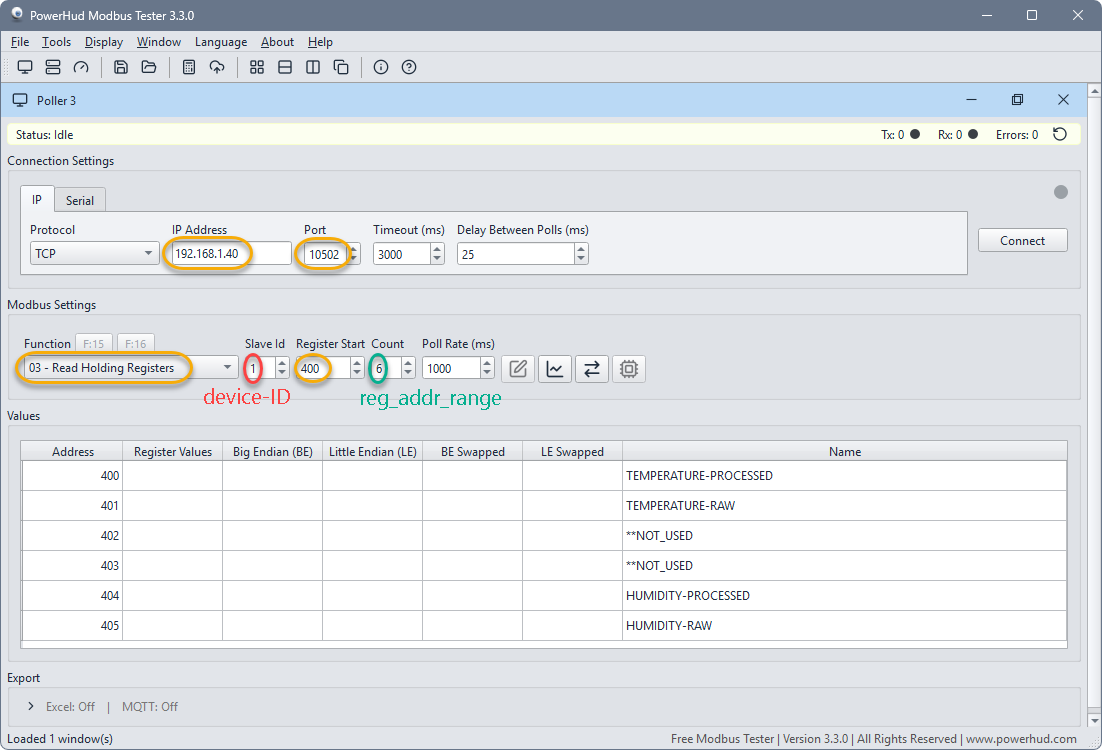 PowerHud Modbus Tester 3.3.0
File Tools Display Window Language About Help
Poller 3
Status: Idle Tx: 0 Rx: 0 Errors: 0
Connection Settings
IP Serial
Protocol IP Address Port Timeout (ms) Delay Between Polls (ms)
TCP 192.168.1.40 10502 3000 25 Connect
Modbus Settings
Function F:15 F:16 Slave Id Register Start Count Poll Rate (ms)
03 - Read Holding Registers 1 400 6 1000
device-ID reg_addr_range
Values
Address Register Values Big Endian (BE) Little Endian (LE) BE Swapped LE Swapped Name
400 TEMPERATURE-PROCESSED
401 TEMPERATURE-RAW
402 **NOT_USED
403 **NOT_USED
404 HUMIDITY-PROCESSED
405 HUMIDITY-RAW
Export
Excel: Off | MQTT: Off
Loaded 1 window(s) Free Modbus Tester | Version 3.3.0 | All Rights Reserved | www.powerhud.com